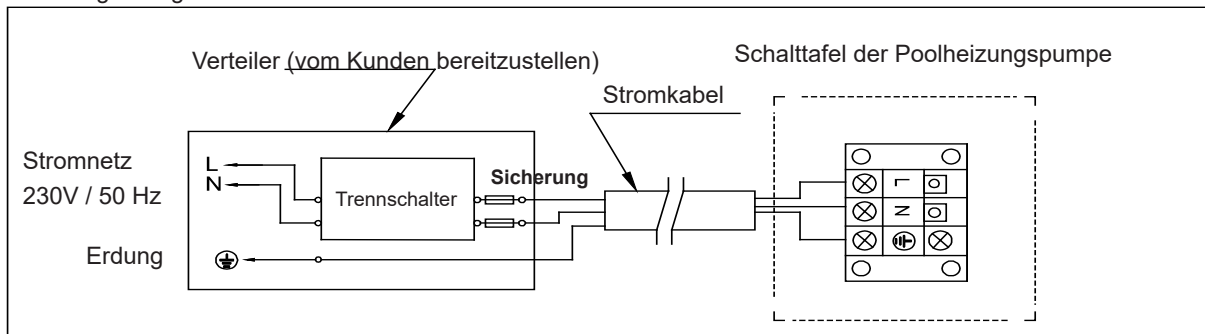 Verteiler (vom Kunden bereitzustellen)
Schalttafel der Poolheizungspumpe
Stromkabel
Stromnetz
230V / 50 Hz
L
N
Trennschalter
Sicherung
Erdung
L
N